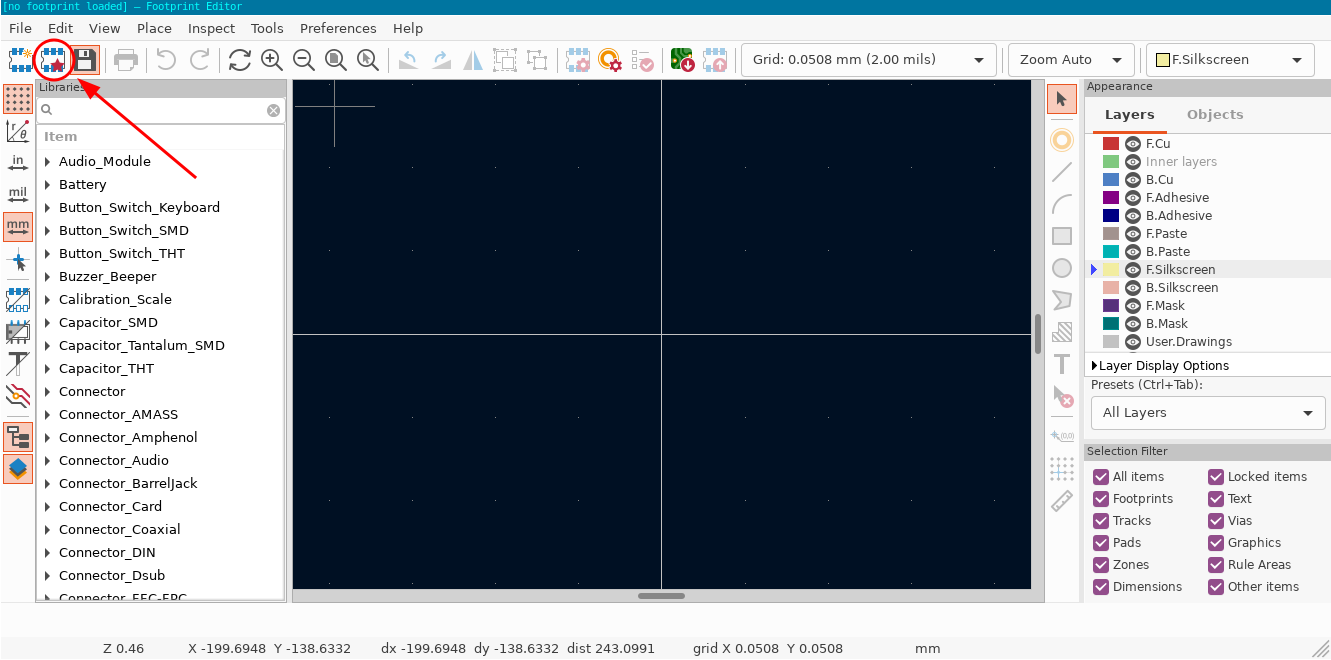 [no footprint loaded] — Footprint Editor
File Edit View Place Inspect Tools Preferences Help
Grid: 0.0508 mm (2.00 mils)
Zoom Auto
F.Silkscreen
Libraries
Item
Audio_Module
Battery
Button_Switch_Keyboard
Button_Switch_SMD
Button_Switch_THT
Buzzer_Beeper
Calibration_Scale
Capacitor_SMD
Capacitor_Tantalum_SMD
Capacitor_THT
Connector
Connector_AMASS
Connector_Amphenol
Connector_Audio
Connector_BarrelJack
Connector_Card
Connector_Coaxial
Connector_DIN
Connector_Dsub
Connector_FFC-FPC
r θ
in
mil
mm
T
T
(0,0)
Appearance
Layers Objects
F.Cu
Inner layers
B.Cu
F.Adhesive
B.Adhesive
F.Paste
B.Paste
F.Silkscreen
B.Silkscreen
F.Mask
B.Mask
User.Drawings
Layer Display Options
Presets (Ctrl+Tab):
All Layers
Selection Filter
All items Locked items
Footprints Text
Tracks Vias
Pads Graphics
Zones Rule Areas
Dimensions Other items
Z 0.46 X -199.6948 Y -138.6332 dx -199.6948 dy -138.6332 dist 243.0991 grid X 0.0508 Y 0.0508 mm